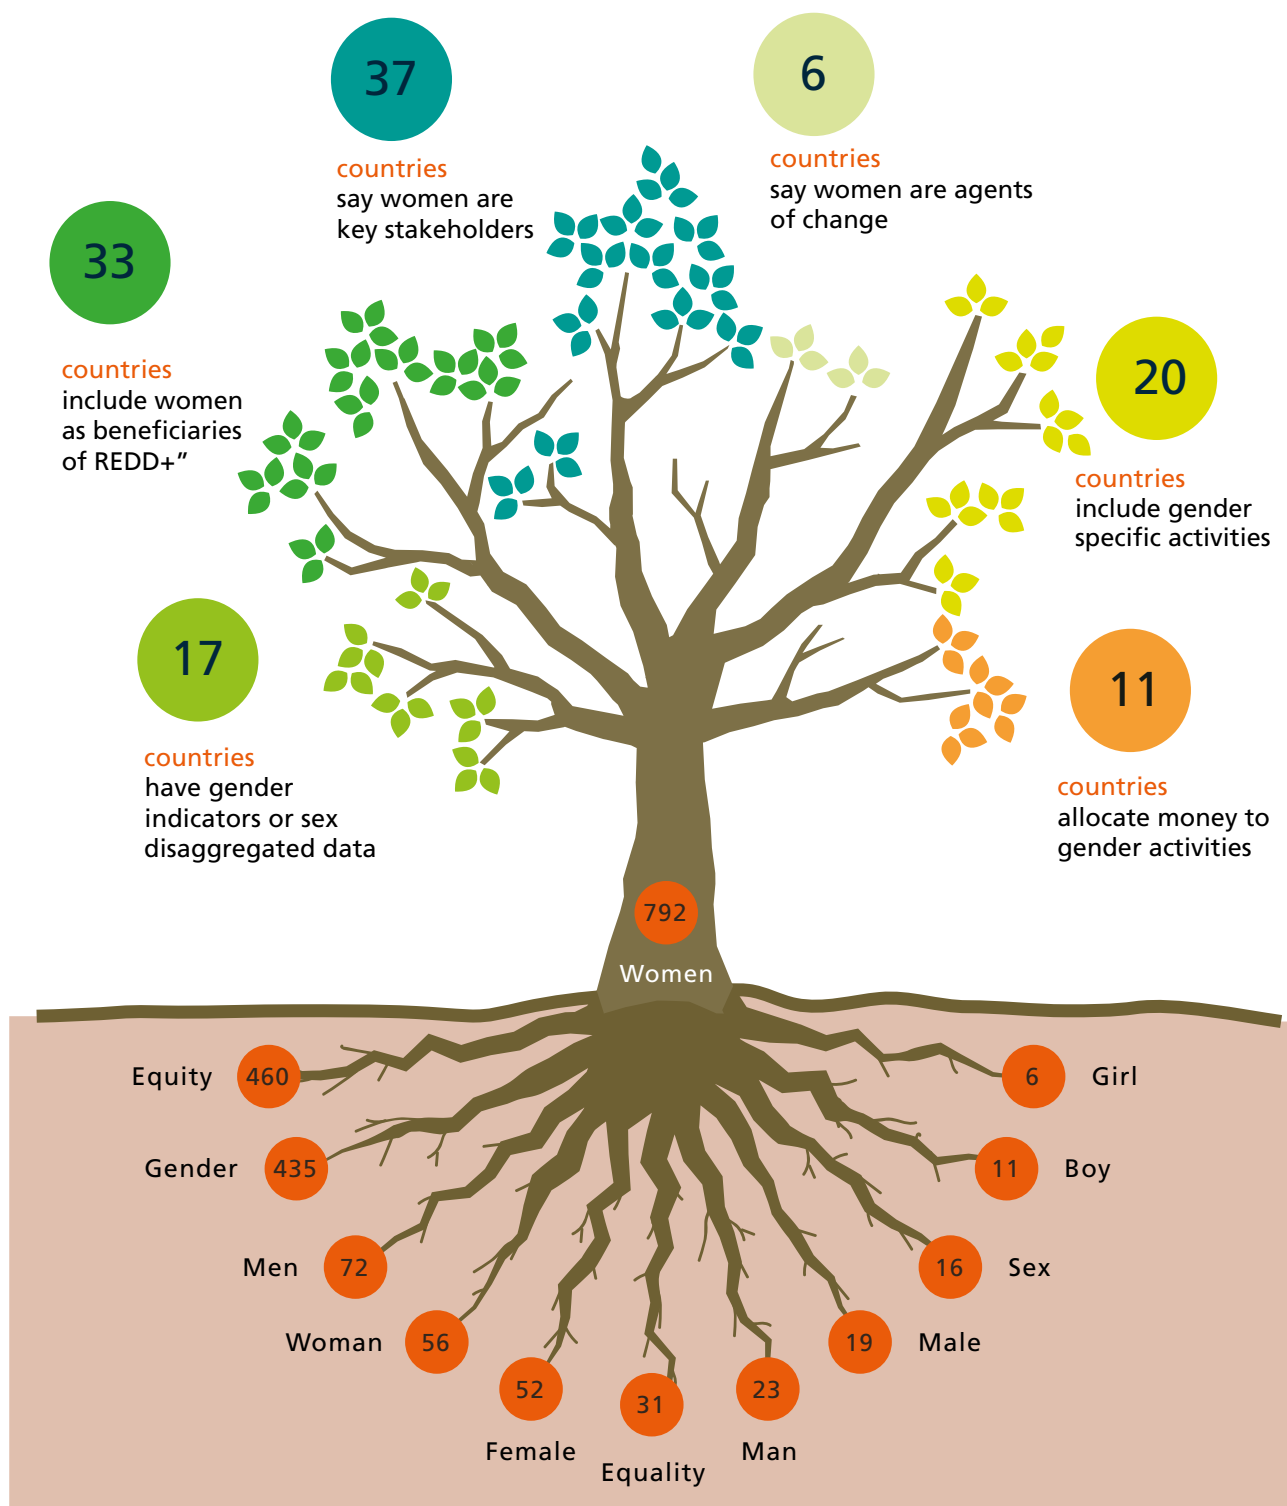 37
countries
say women are
key stakeholders
6
countries
say women are agents
of change
33
countries
include women
as beneficiaries
of REDD+”
20
countries
include gender
specific activities
17
countries
have gender
indicators or sex
disaggregated data
11
countries
allocate money to
gender activities
792
Women
Equity 460
6 Girl
Gender 435
11 Boy
Men 72
16 Sex
Woman 56
19 Male
52
Female
31
Equality
23
Man